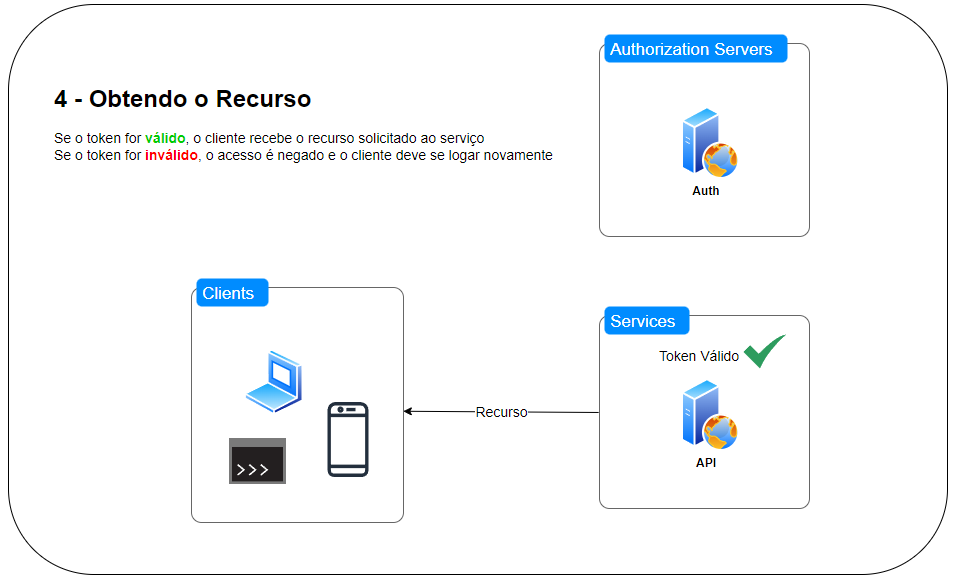 Authorization Servers
4 - Obtendo o Recurso
Se o token for válido, o cliente recebe o recurso solicitado ao serviço
Se o token for inválido, o acesso é negado e o cliente deve se logar novamente
Auth
Clients
Services
Token Válido
Recurso
API
>>>